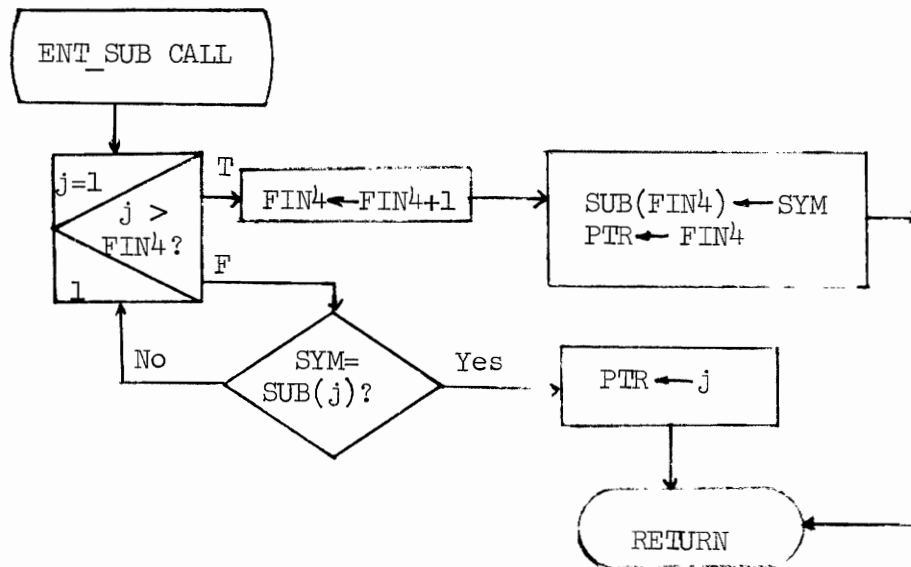 ENT_SUB CALL
j=1
j >
FIN4?
1
T
FIN4←FIN4+1
SUB(FIN4)←SYM
PTR← FIN4
F
No
SYM=
SUB(j)?
Yes
PTR←j
RETURN